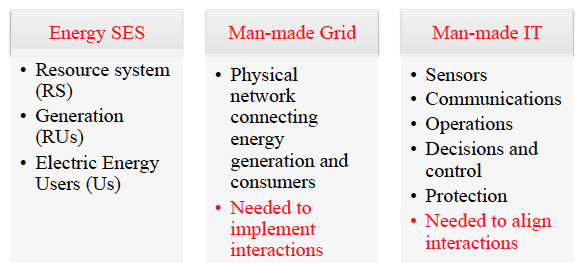 Energy SES
• Resource system
(RS)
• Generation
(RUs)
• Electric Energy
Users (Us)
Man-made Grid
• Physical
network
connecting
energy
generation and
consumers
• Needed to
implement
interactions
Man-made IT
• Sensors
• Communications
• Operations
• Decisions and
control
• Protection
• Needed to align
interactions